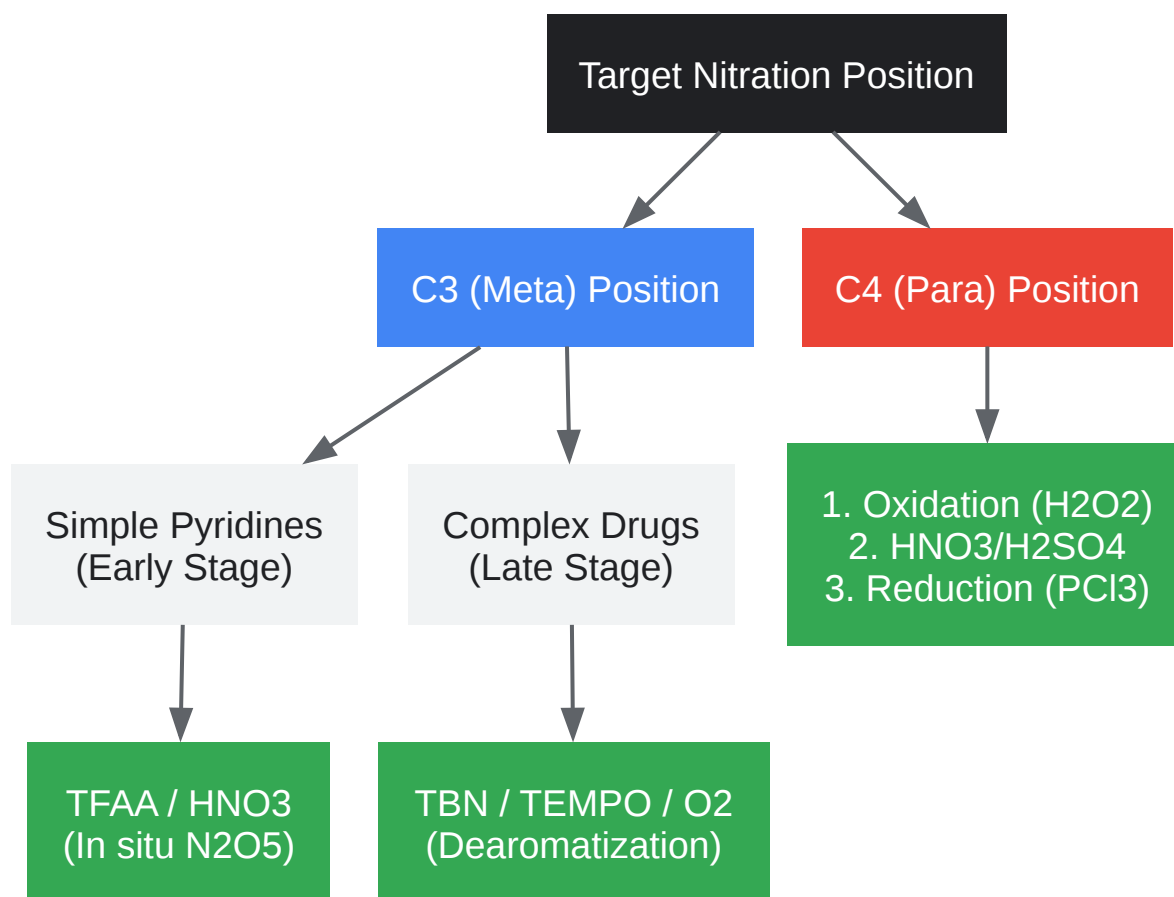 Target Nitration Position
C3 (Meta) Position
C4 (Para) Position
Simple Pyridines
(Early Stage)
Complex Drugs
(Late Stage)
1. Oxidation (H2O2)
2. HNO3/H2SO4
3. Reduction (PCl3)
TFAA / HNO3
(In situ N2O5)
TBN / TEMPO / O2
(Dearomatization)